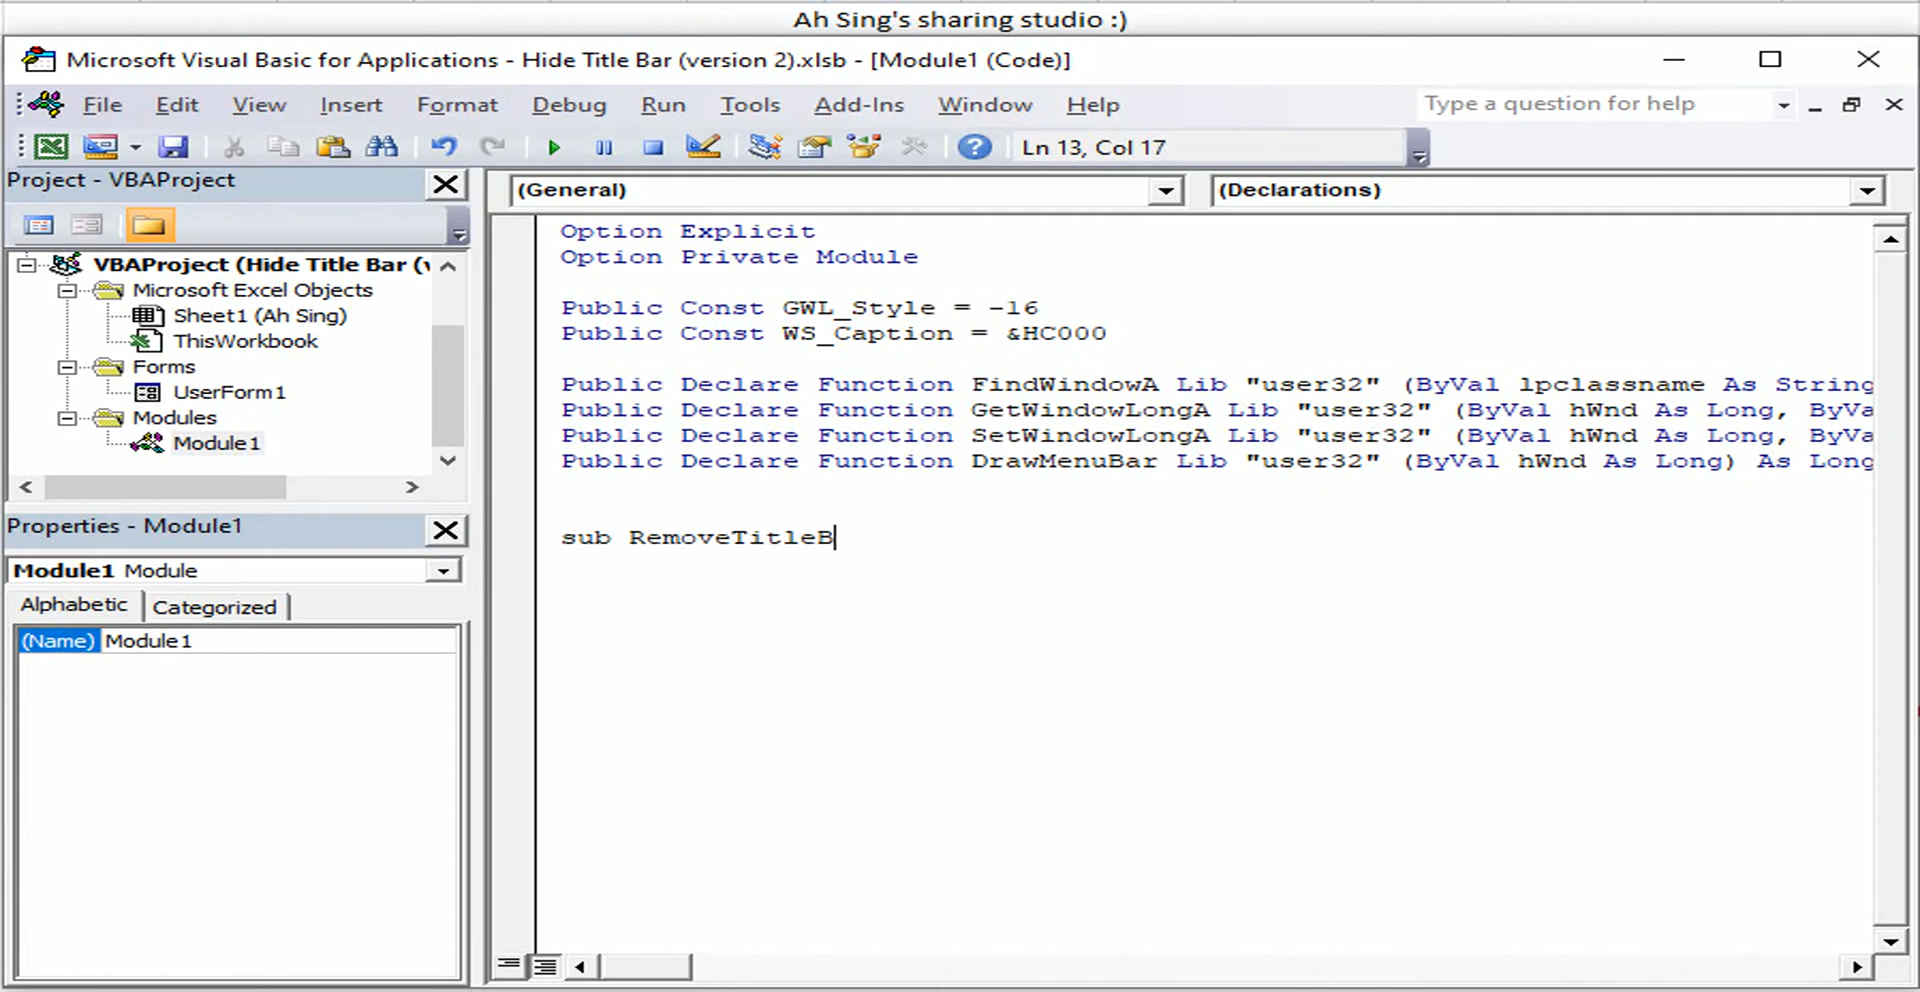 Ah Sing's sharing studio :)
Microsoft Visual Basic for Applications - Hide Title Bar (version 2).xlsb - [Module1 (Code)]
File Edit View Insert Format Debug Run Tools Add-Ins Window Help Type a question for help
Ln 13, Col 17
Project - VBAProject
(General) (Declarations)
VBAProject (Hide Title Bar (v
Microsoft Excel Objects
Sheet1 (Ah Sing)
ThisWorkbook
Forms
UserForm1
Modules
Module1
Properties - Module1
Module1 Module
Alphabetic Categorized
(Name) Module1
Option Explicit
Option Private Module
Public Const GWL_Style = -16
Public Const WS_Caption = &HC000
Public Declare Function FindWindowA Lib "user32" (ByVal lpclassname As String
Public Declare Function GetWindowLongA Lib "user32" (ByVal hWnd As Long, ByVa
Public Declare Function SetWindowLongA Lib "user32" (ByVal hWnd As Long, ByVa
Public Declare Function DrawMenuBar Lib "user32" (ByVal hWnd As Long) As Long
sub RemoveTitleB